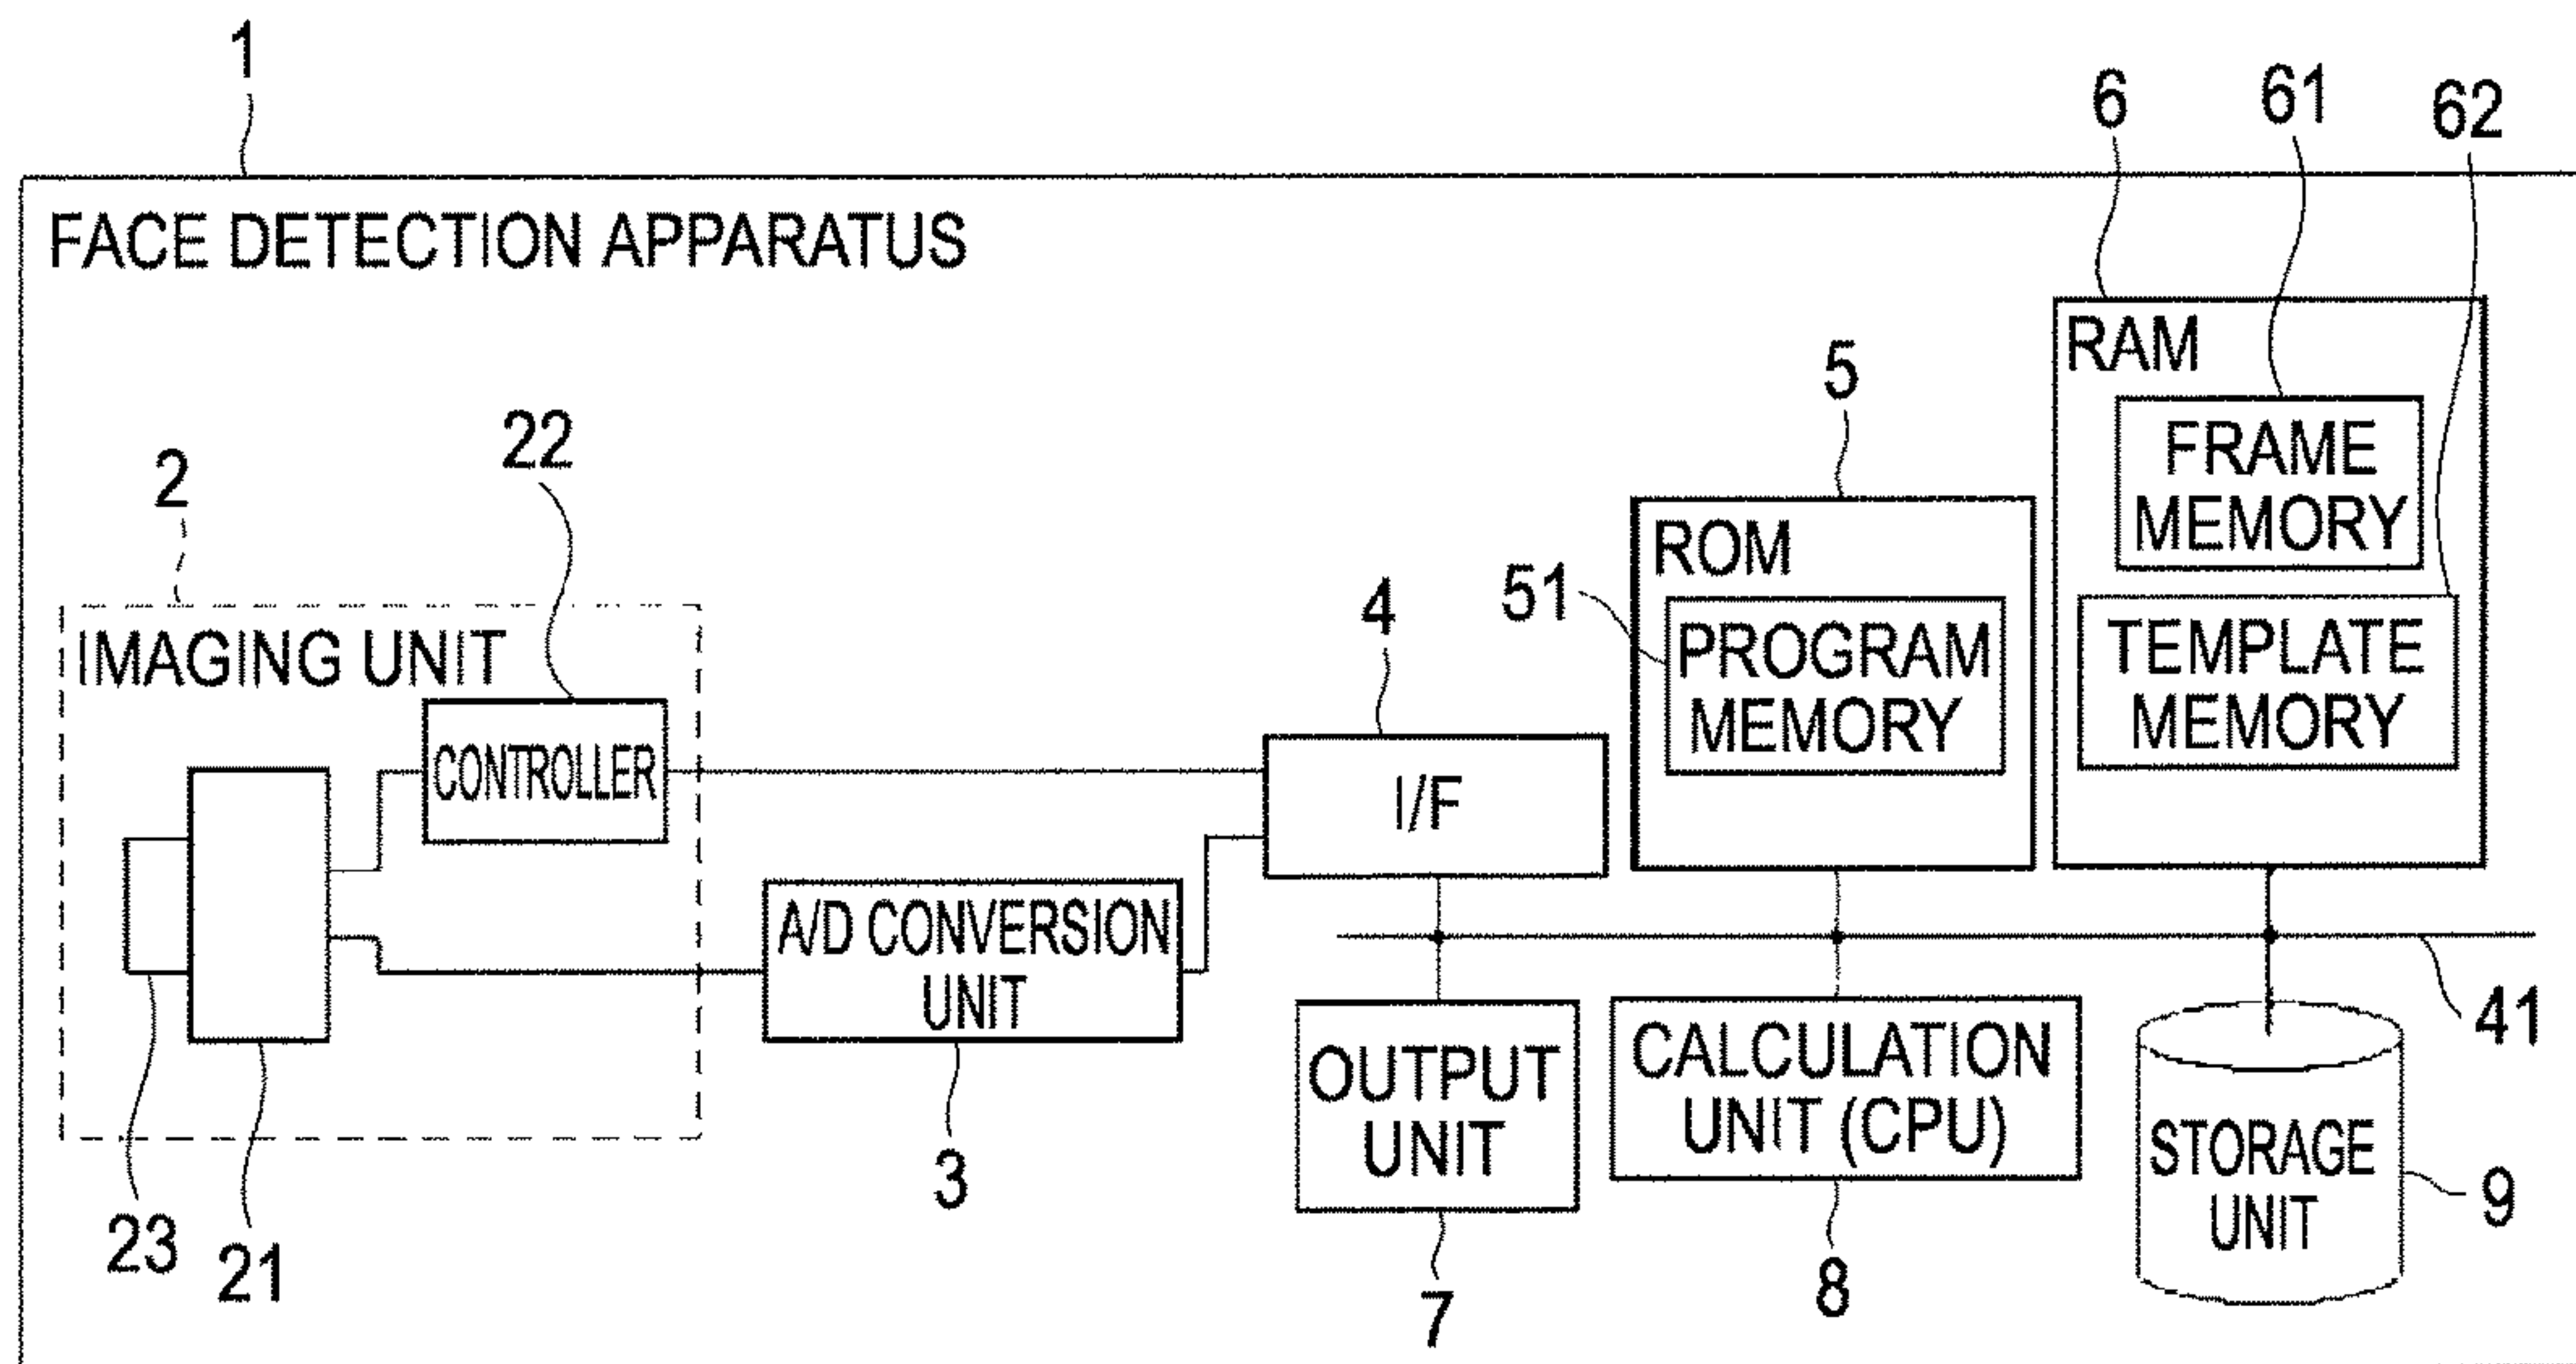 1
FACE DETECTION APPARATUS
6
61
62
RAM
FRAME
MEMORY
TEMPLATE
MEMORY
5
ROM
51
PROGRAM
MEMORY
2
22
IMAGING UNIT
CONTROLLER
4
I/F
A/D CONVERSION
UNIT
3
23
21
41
OUTPUT
UNIT
7
CALCULATION
UNIT (CPU)
8
STORAGE
UNIT
9